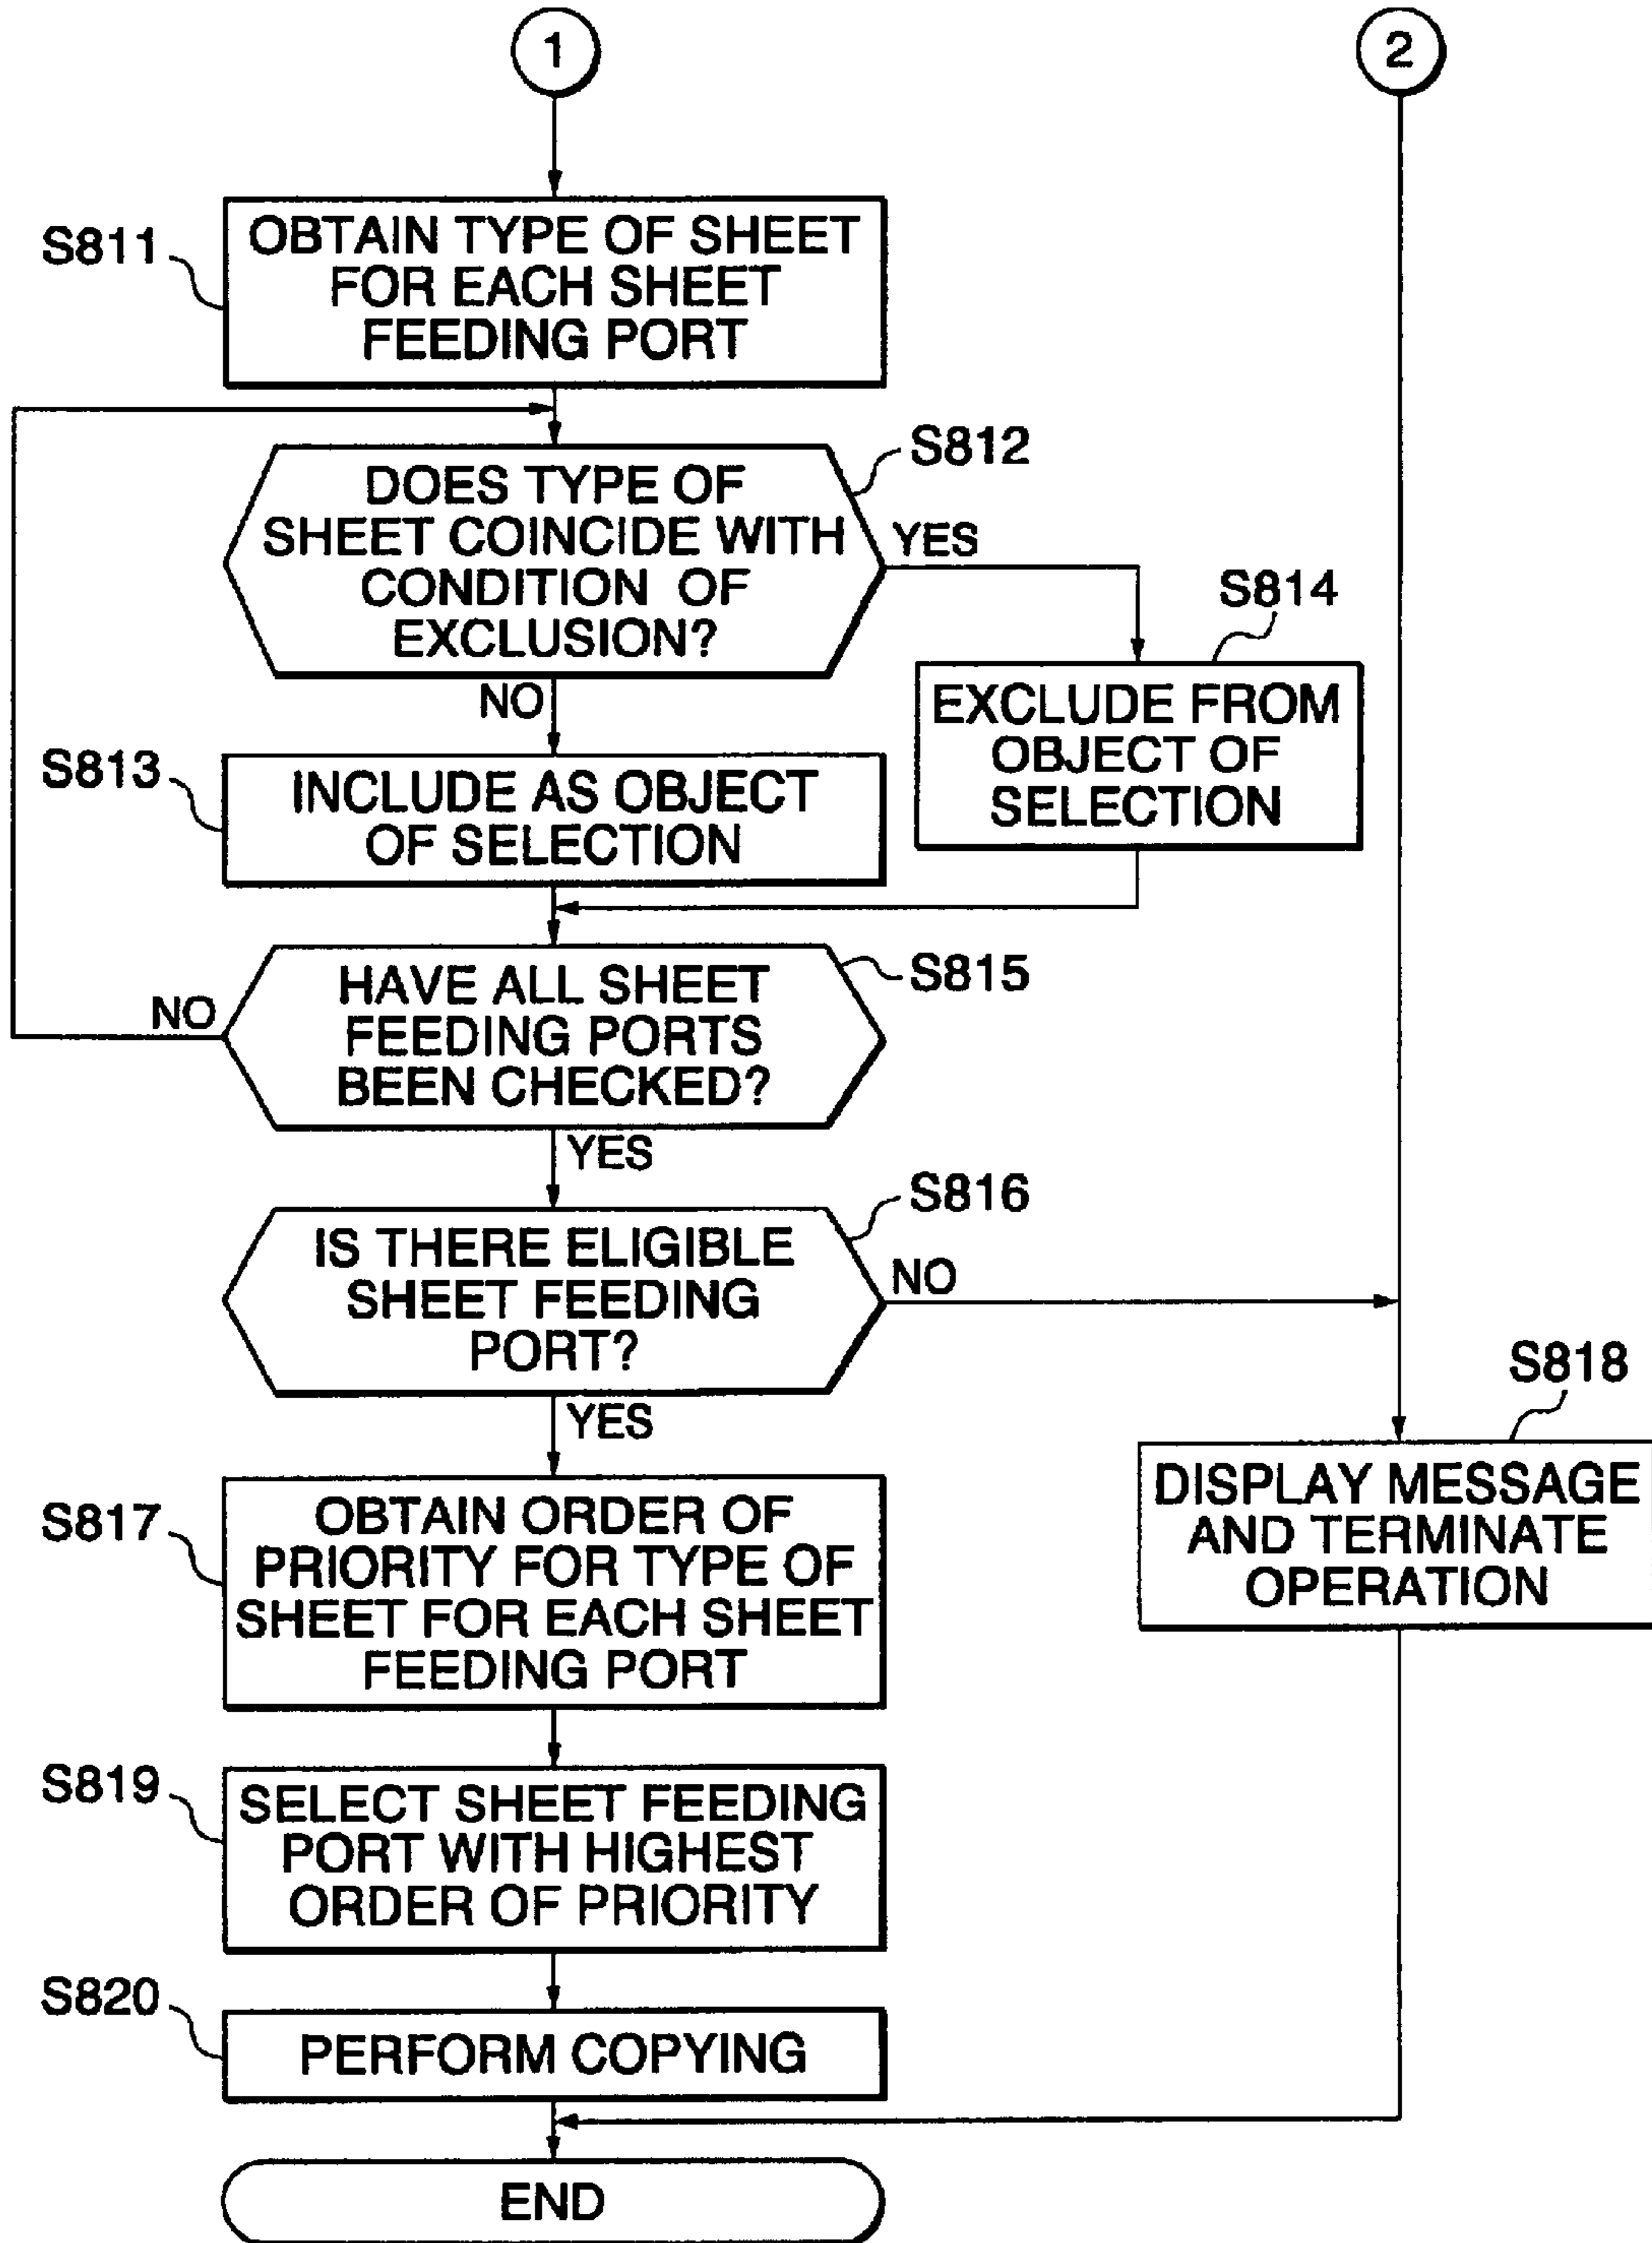 1
2
S811
OBTAIN TYPE OF SHEET
FOR EACH SHEET
FEEDING PORT
S812
DOES TYPE OF
SHEET COINCIDE WITH
CONDITION OF
EXCLUSION?
YES
NO
S814
EXCLUDE FROM
OBJECT OF
SELECTION
S813
INCLUDE AS OBJECT
OF SELECTION
S815
HAVE ALL SHEET
FEEDING PORTS
BEEN CHECKED?
NO
YES
S816
IS THERE ELIGIBLE
SHEET FEEDING
PORT?
NO
YES
S818
DISPLAY MESSAGE
AND TERMINATE
OPERATION
S817
OBTAIN ORDER OF
PRIORITY FOR TYPE OF
SHEET FOR EACH SHEET
FEEDING PORT
S819
SELECT SHEET FEEDING
PORT WITH HIGHEST
ORDER OF PRIORITY
S820
PERFORM COPYING
END